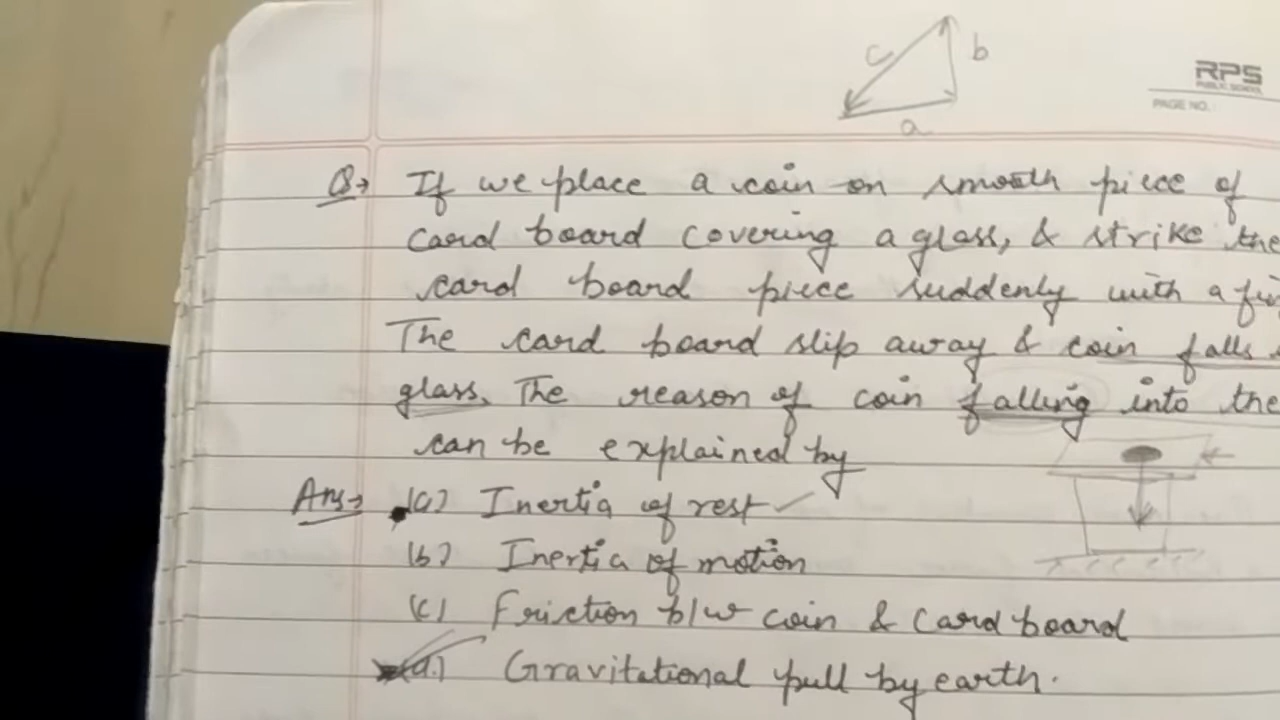 c
b
a
RPS
PUBLIC SCHOOL
PAGE NO.
Q→ If we place a coin on smooth piece of
card board covering a glass, & strike the
card board piece suddenly with a
The card board slip away & coin falls
glass. The reason of coin falling into the
can be explained by
Ans→ (a) Inertia of rest ✓
(b) Inertia of motion
(c) Friction b/w coin & card board
(d.) Gravitational pull by earth.